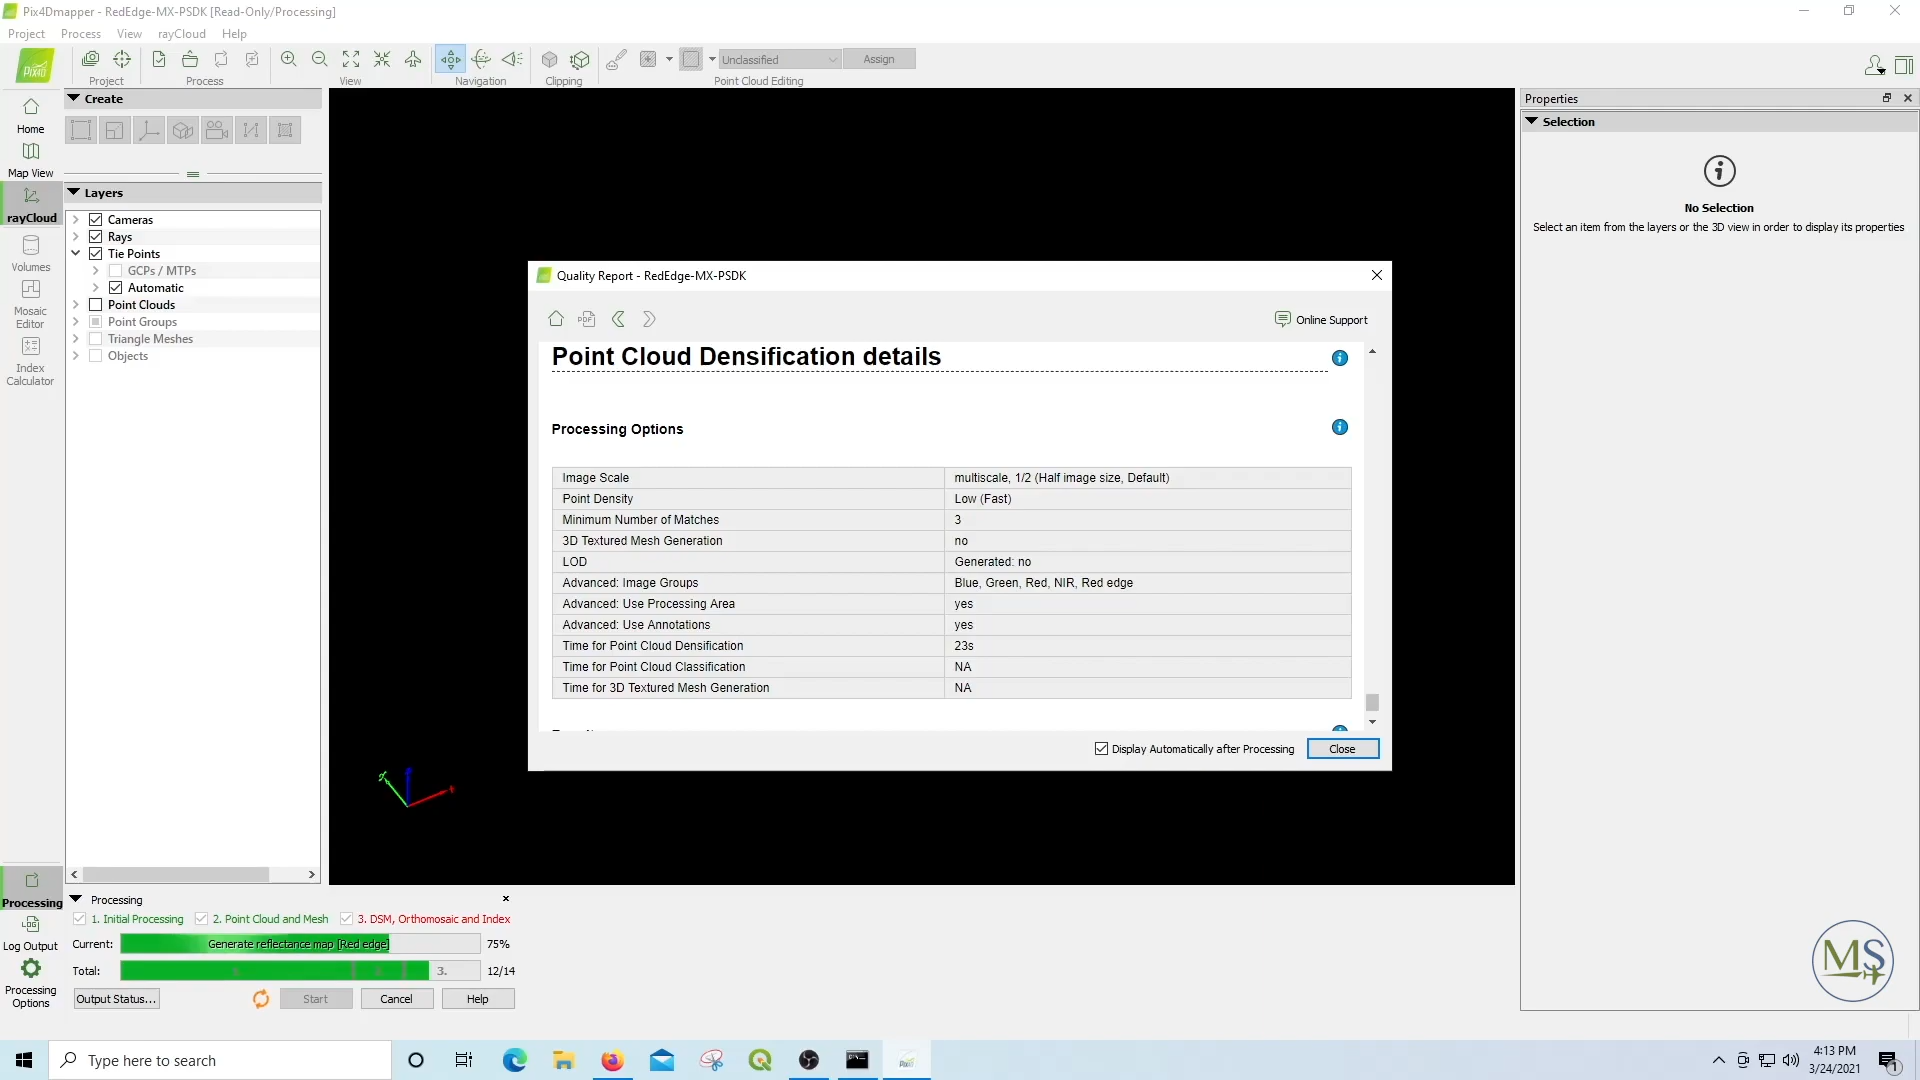 Pix4Dmapper - RedEdge-MX-PSDK [Read-Only/Processing]
Project Process View rayCloud Help
Unclassified Assign
Project Process View Navigation Clipping Point Cloud Editing
Create
Home
Map View
rayCloud
Volumes
Mosaic
Editor
Index
Calculator
Layers
Cameras
Rays
Tie Points
GCPs / MTPs
Automatic
Point Clouds
Point Groups
Triangle Meshes
Objects
Quality Report - RedEdge-MX-PSDK
PDF
Online Support
Point Cloud Densification details
Processing Options
Image Scale multiscale, 1/2 (Half image size, Default)
Point Density Low (Fast)
Minimum Number of Matches 3
3D Textured Mesh Generation no
LOD Generated: no
Advanced: Image Groups Blue, Green, Red, NIR, Red edge
Advanced: Use Processing Area yes
Advanced: Use Annotations yes
Time for Point Cloud Densification 23s
Time for Point Cloud Classification NA
Time for 3D Textured Mesh Generation NA
Display Automatically after Processing Close
Properties
Selection
No Selection
Select an item from the layers or the 3D view in order to display its properties
Processing
Log Output
Processing
Options
Processing
1. Initial Processing 2. Point Cloud and Mesh 3. DSM, Orthomosaic and Index
Current: Generate reflectance map [Red edge] 75%
Total: 3. 12/14
Output Status... Start Cancel Help
MS
Type here to search
4:13 PM
3/24/2021
1